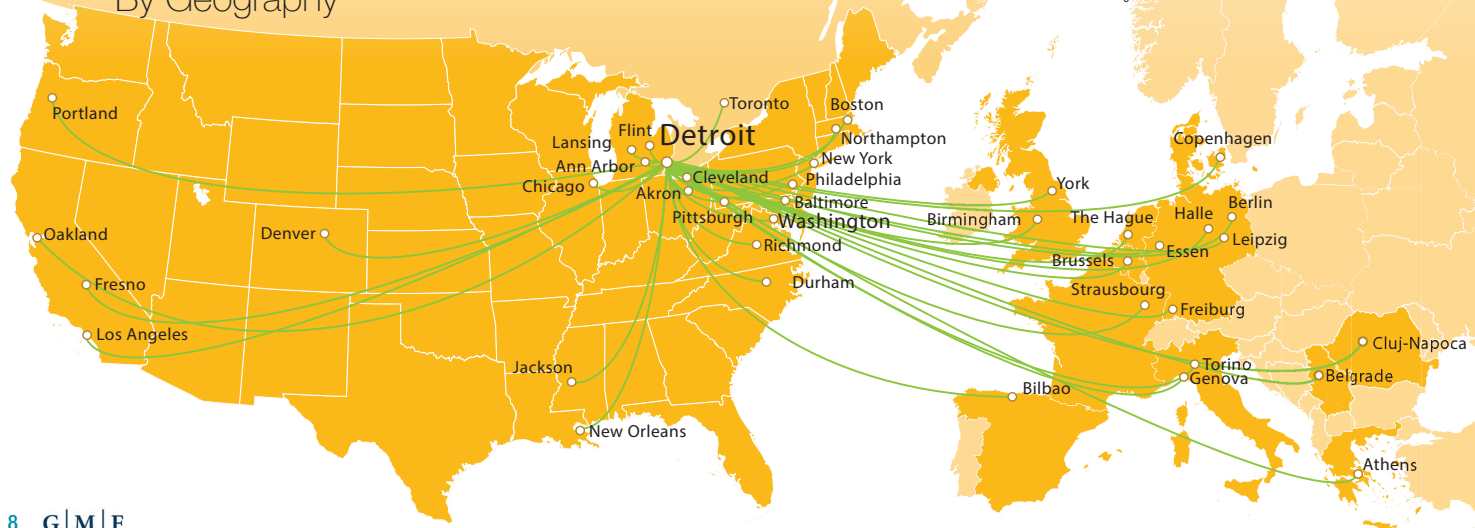 By Geography
Portland
Toronto
Boston
Flint
Detroit
Lansing
Northampton
Copenhagen
Ann Arbor
New York
Chicago
Cleveland
Philadelphia
York
Akron
Baltimore
Berlin
Pittsburgh
Washington
Birmingham
The Hague
Halle
Oakland
Denver
Richmond
Leipzig
Essen
Brussels
Fresno
Durham
Strausbourg
Freiburg
Los Angeles
Cluj-Napoca
Jackson
Torino
Genova
Belgrade
Bilbao
New Orleans
Athens
8 G|M|F